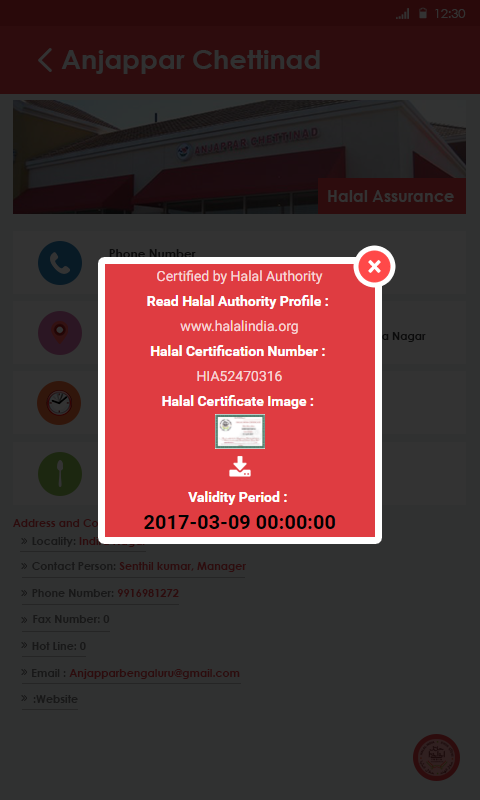 12:30
Anjappar Chettinad
ANJAPPAR CHETTINAD
Halal Assurance
Phone Number
Certified by Halal Authority
Read Halal Authority Profile :
www.halalindia.org
a Nagar
Halal Certification Number :
HIA52470316
Halal Certificate Image :
Validity Period :
2017-03-09 00:00:00
Address and Co
» Locality:
» Contact Person: Senthil kumar, Manager
» Phone Number: 9916981272
» Fax Number: 0
» Hot Line: 0
» Email : Anjapparbengaluru@gmail.com
» :Website